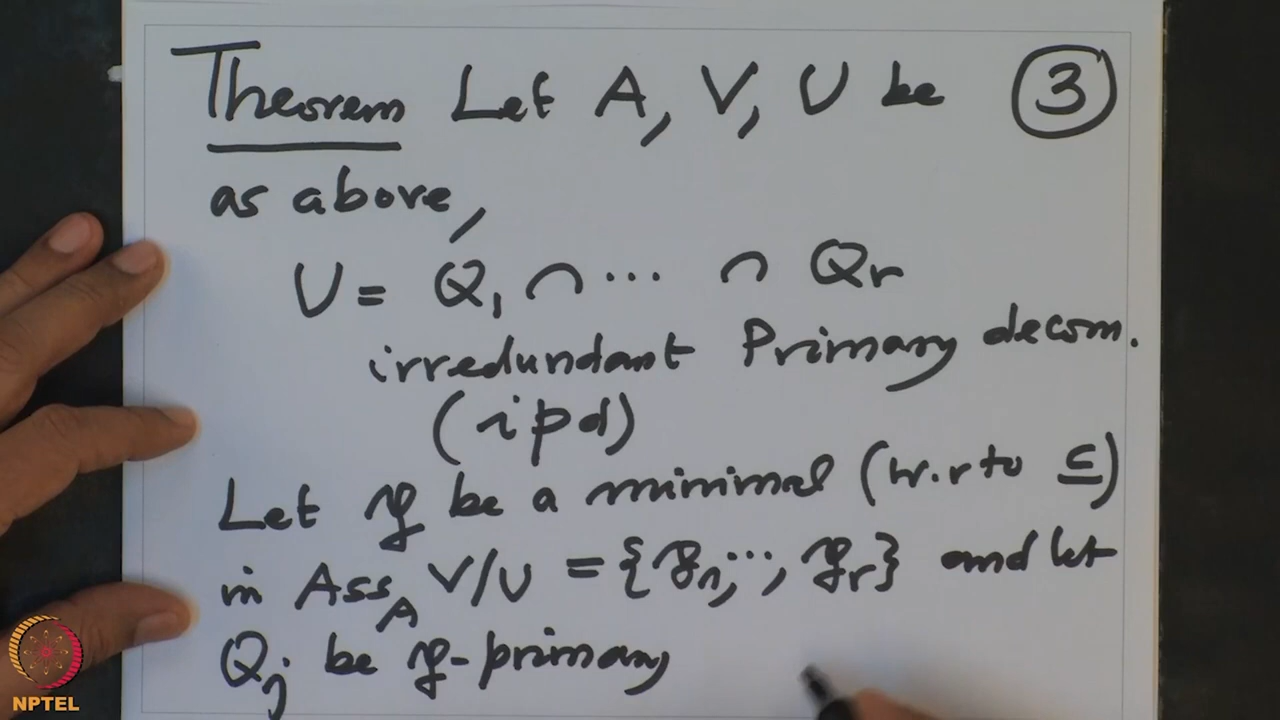 Theorem Let A, V, U be ③
as above,
U = Q₁ ∩ ⋯ ∩ Qᵣ
irredundant Primary decom.
(ipd)
Let 𝔭 be a minimal (w.r to ⊆)
in Ass_A V/U = {𝔭₁, ⋯, 𝔭ᵣ} and let
Qⱼ be 𝔭-primary
NPTEL